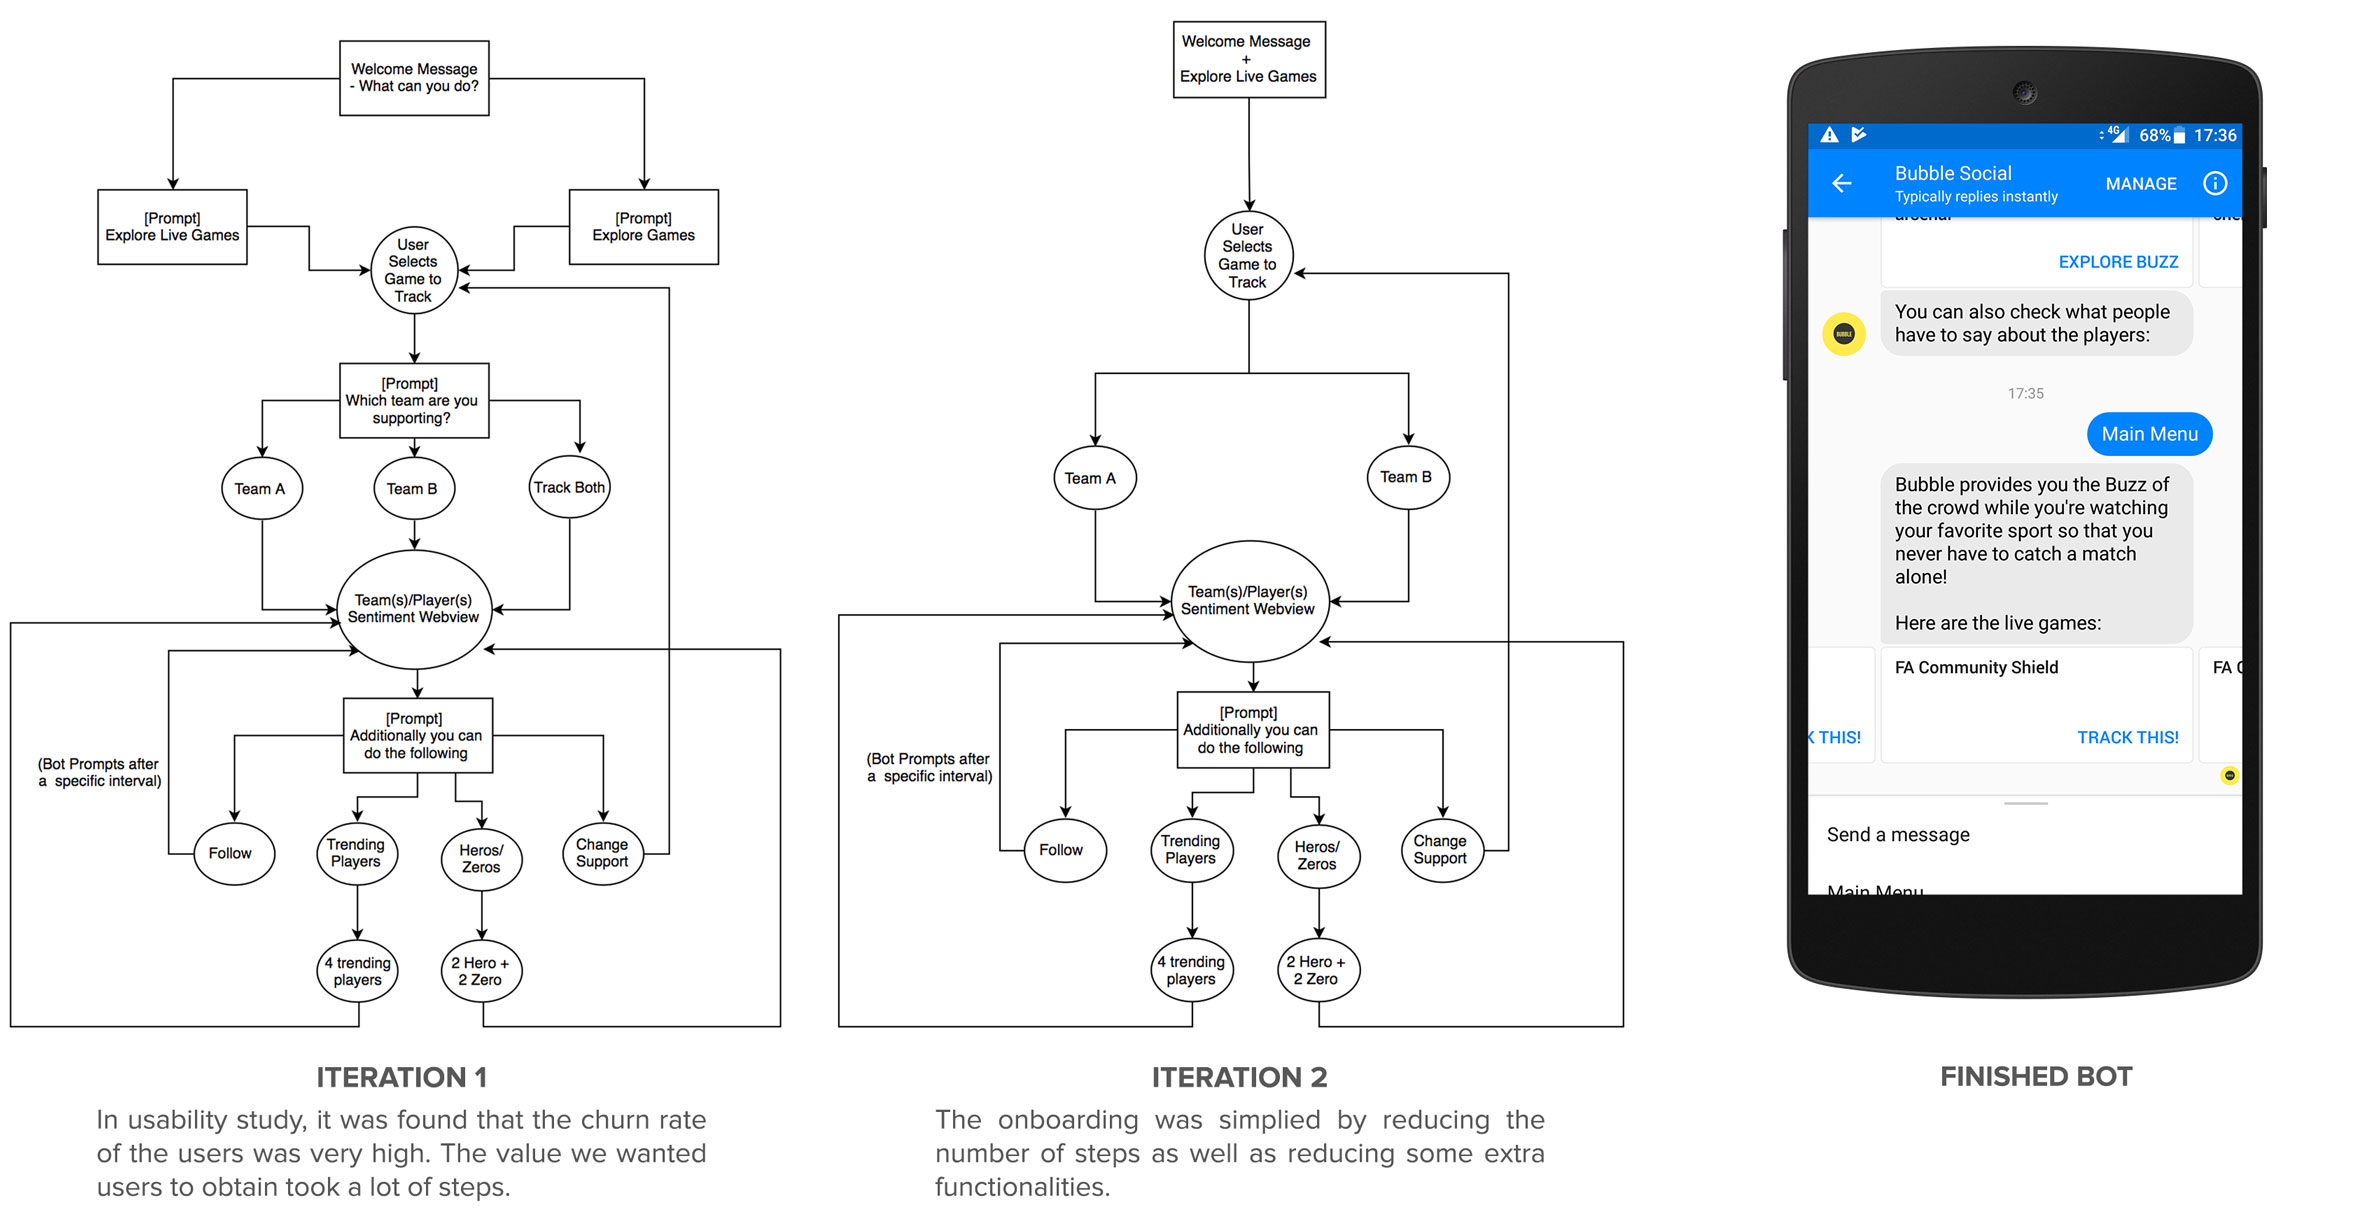 Welcome Message
- What can you do?
[Prompt]
Explore Live Games
[Prompt]
Explore Games
User
Selects
Game to
Track
[Prompt]
Which team are you
supporting?
Team A
Team B
Track Both
Team(s)/Player(s)
Sentiment Webview
[Prompt]
Additionally you can
do the following
(Bot Prompts after
a specific interval)
Follow
Trending
Players
Heros/
Zeros
Change
Support
4 trending
players
2 Hero +
2 Zero
ITERATION 1
In usability study, it was found that the churn rate
of the users was very high. The value we wanted
users to obtain took a lot of steps.
Welcome Message
+
Explore Live Games
User
Selects
Game to
Track
Team A
Team B
Team(s)/Player(s)
Sentiment Webview
[Prompt]
Additionally you can
do the following
(Bot Prompts after
a specific interval)
Follow
Trending
Players
Heros/
Zeros
Change
Support
4 trending
players
2 Hero +
2 Zero
ITERATION 2
The onboarding was simplied by reducing the
number of steps as well as reducing some extra
functionalities.
4G 68% 17:36
Bubble Social
Typically replies instantly
MANAGE
arsenal
EXPLORE BUZZ
You can also check what people
have to say about the players:
BUBBLE
17:35
Main Menu
Bubble provides you the Buzz of
the crowd while you're watching
your favorite sport so that you
never have to catch a match
alone!
Here are the live games:
FA Community Shield
FA
K THIS!
TRACK THIS!
Send a message
Main Menu
FINISHED BOT